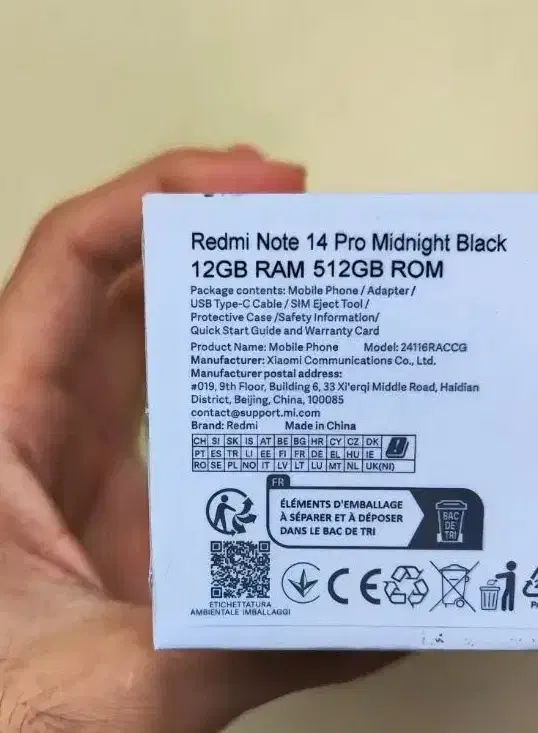 Redmi Note 14 Pro Midnight Black
12GB RAM 512GB ROM
Package contents: Mobile Phone / Adapter /
USB Type-C Cable / SIM Eject Tool /
Protective Case /Safety Information/
Quick Start Guide and Warranty Card
Product Name: Mobile Phone Model: 24116RACCG
Manufacturer: Xiaomi Communications Co., Ltd.
Manufacturer postal address:
#019, 9th Floor, Building 6, 33 Xi'erqi Middle Road, Haidian
District, Beijing, China, 100085
contact@support.mi.com
Brand: Redmi Made in China
CH SI SK IS AT BE BG HR CY CZ DK
PT ES TR LI EE FI FR DE EL HU IE
RO SE PL NO IT LV LT LU MT NL UK(NI)
FR
ÉLÉMENTS D'EMBALLAGE
À SÉPARER ET À DÉPOSER
DANS LE BAC DE TRI
BAC
DE
TRI
ETICHETTATURA
AMBIENTALE IMBALLAGGI
CE